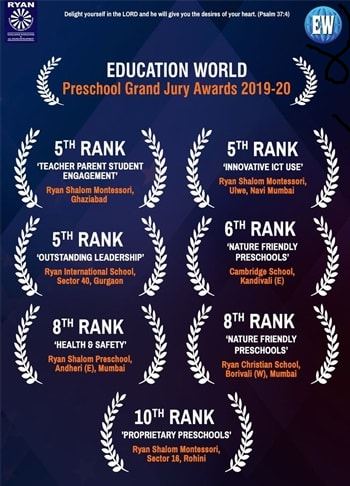 RYAN
Delight yourself in the LORD and he will give you the desires of your heart. (Psalm 37:4)
EW
EDUCATION WORLD
Preschool Grand Jury Awards 2019-20
5TH RANK
'TEACHER PARENT STUDENT
ENGAGEMENT'
Ryan Shalom Montessori,
Ghaziabad
5TH RANK
'INNOVATIVE ICT USE'
Ryan Shalom Montessori,
Ulwe, Navi Mumbai
5TH RANK
'OUTSTANDING LEADERSHIP'
Ryan International School,
Sector 40, Gurgaon
6TH RANK
'NATURE FRIENDLY
PRESCHOOLS'
Cambridge School,
Kandivali (E)
8TH RANK
'HEALTH & SAFETY'
Ryan Shalom Preschool,
Andheri (E), Mumbai
8TH RANK
'NATURE FRIENDLY
PRESCHOOLS'
Ryan Christian School,
Borivali (W), Mumbai
10TH RANK
'PROPRIETARY PRESCHOOLS'
Ryan Shalom Montessori,
Sector 16, Rohini